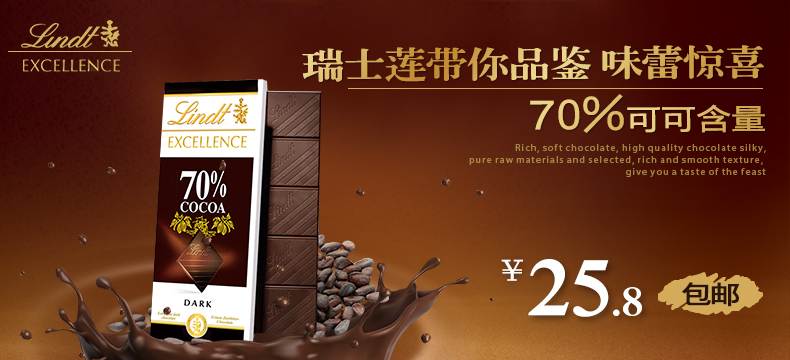 Lindt
EXCELLENCE
瑞士莲带你品鉴 味蕾惊喜
70%可可含量
Rich, soft chocolate, high quality chocolate silky,
pure raw materials and selected, rich and smooth texture,
give you a taste of the feast
Lindt
EXCELLENCE
70%
COCOA
DARK
¥25.8
包邮